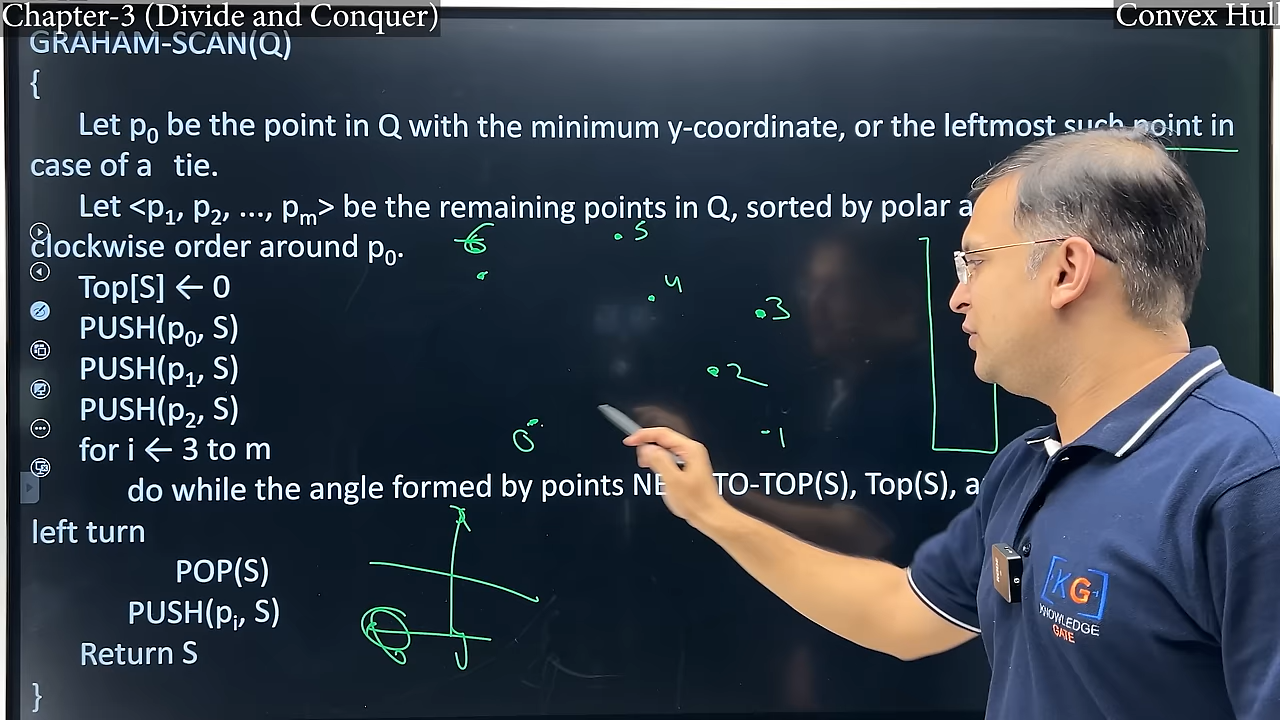 Chapter-3 (Divide and Conquer)
Convex Hull
GRAHAM-SCAN(Q)
{
Let p0 be the point in Q with the minimum y-coordinate, or the leftmost such point in
case of a tie.
Let <p1, p2, ..., pm> be the remaining points in Q, sorted by polar
clockwise order around p0.
Top[S] ← 0
PUSH(p0, S)
PUSH(p1, S)
PUSH(p2, S)
for i ← 3 to m
do while the angle formed by points TO-TOP(S), Top(S),
left turn
POP(S)
PUSH(pi, S)
Return S
}
6
5
4
3
2
1
0
KG
KNOWLEDGE
GATE